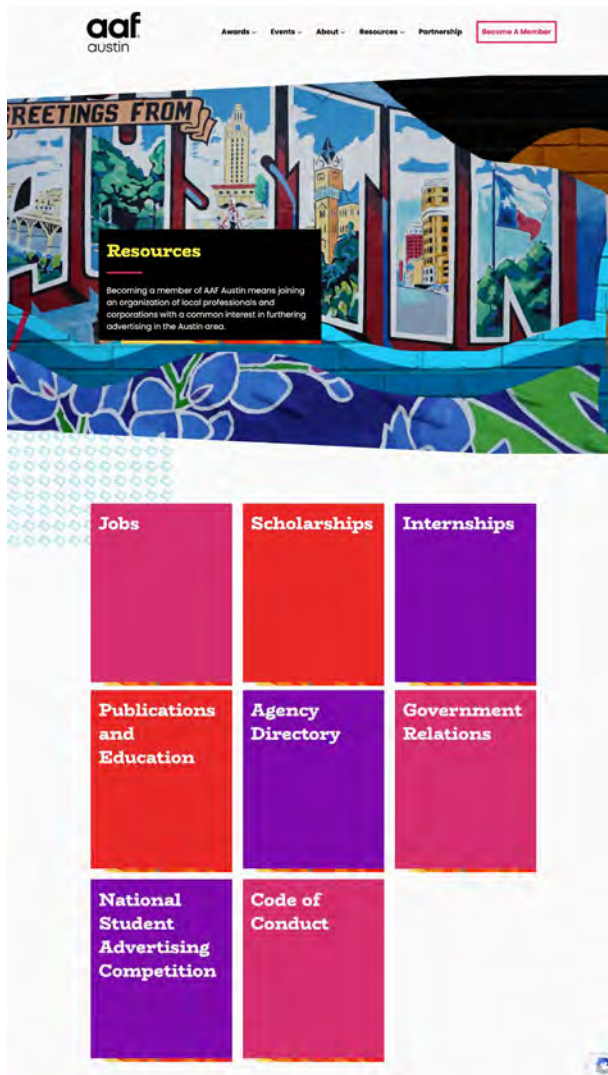 aaf
austin
Awards Events About Resources Partnership Become A Member
GREETINGS FROM
AUSTIN
Resources
Becoming a member of AAF Austin means joining
an organization of local professionals and
corporations with a common interest in furthering
advertising in the Austin area.
Jobs Scholarships Internships
Publications
and
Education
Agency
Directory
Government
Relations
National
Student
Advertising
Competition
Code of
Conduct